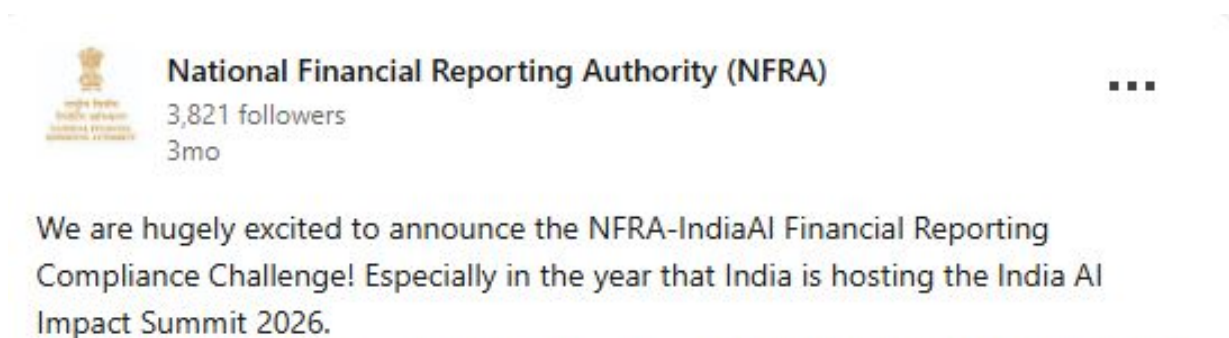 National Financial Reporting Authority (NFRA)
3,821 followers
3mo
We are hugely excited to announce the NFRA-IndiaAI Financial Reporting
Compliance Challenge! Especially in the year that India is hosting the India AI
Impact Summit 2026.